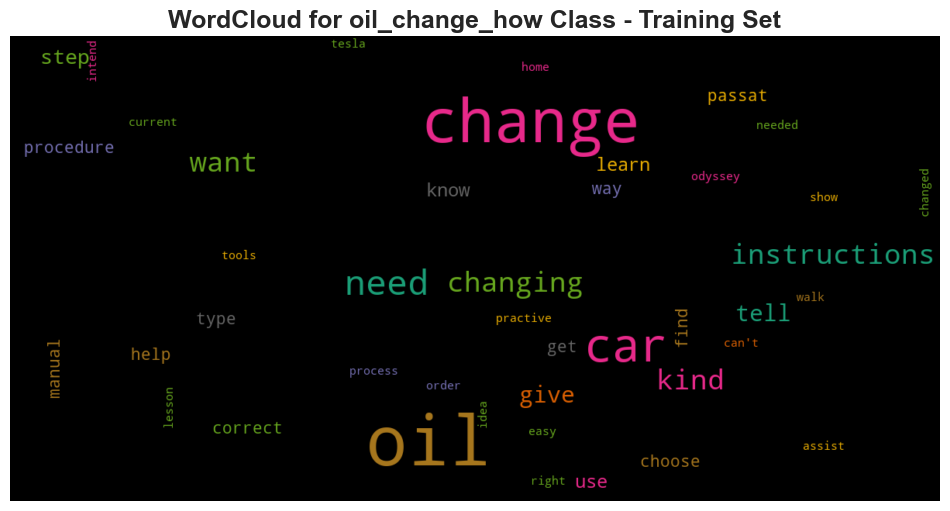 WordCloud for oil_change_how Class - Training Set
tesla
step
intend
home
change
passat
current
needed
procedure
want
learn
know
way
odyssey
changed
show
tools
instructions
need
changing
walk
type
practive
find
tell
can't
get
car
help
manual
process
kind
order
give
lesson
idea
correct
oil
easy
assist
choose
right
use